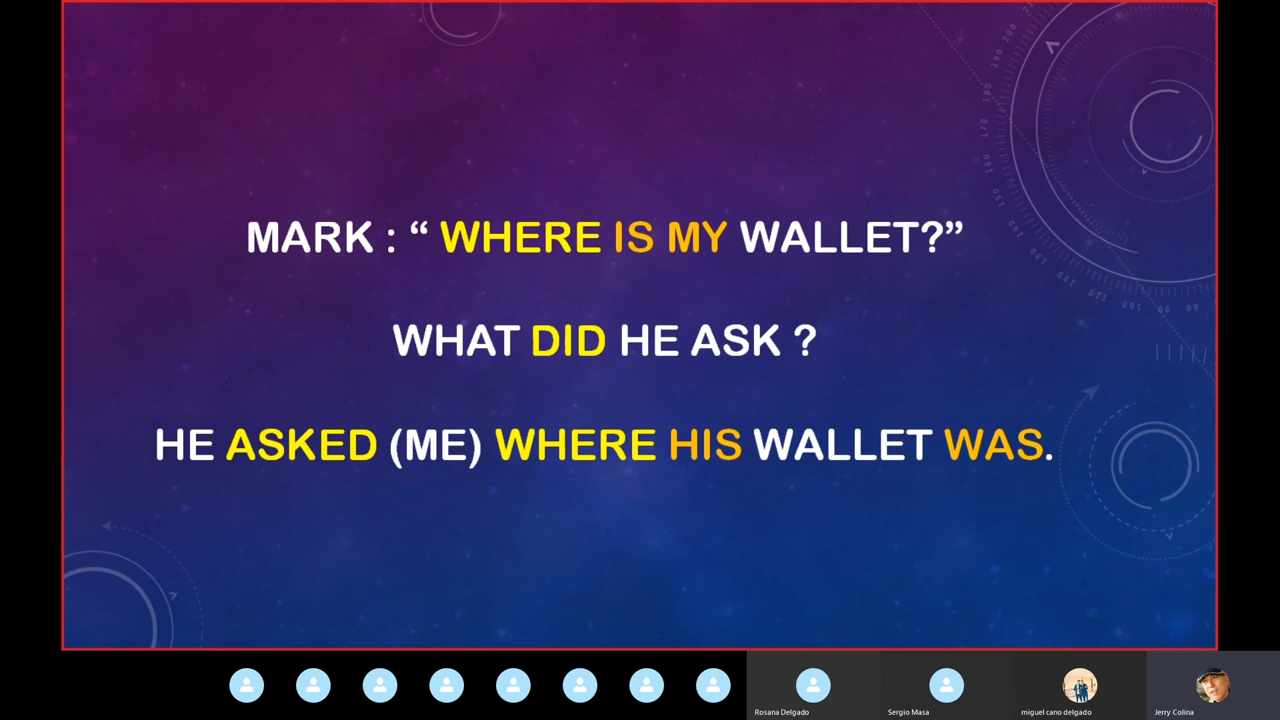 MARK : “ WHERE IS MY WALLET?”
WHAT DID HE ASK ?
HE ASKED (ME) WHERE HIS WALLET WAS.
Rosana Delgado
Sergio Masa
miguel cano delgado
Jerry Colina